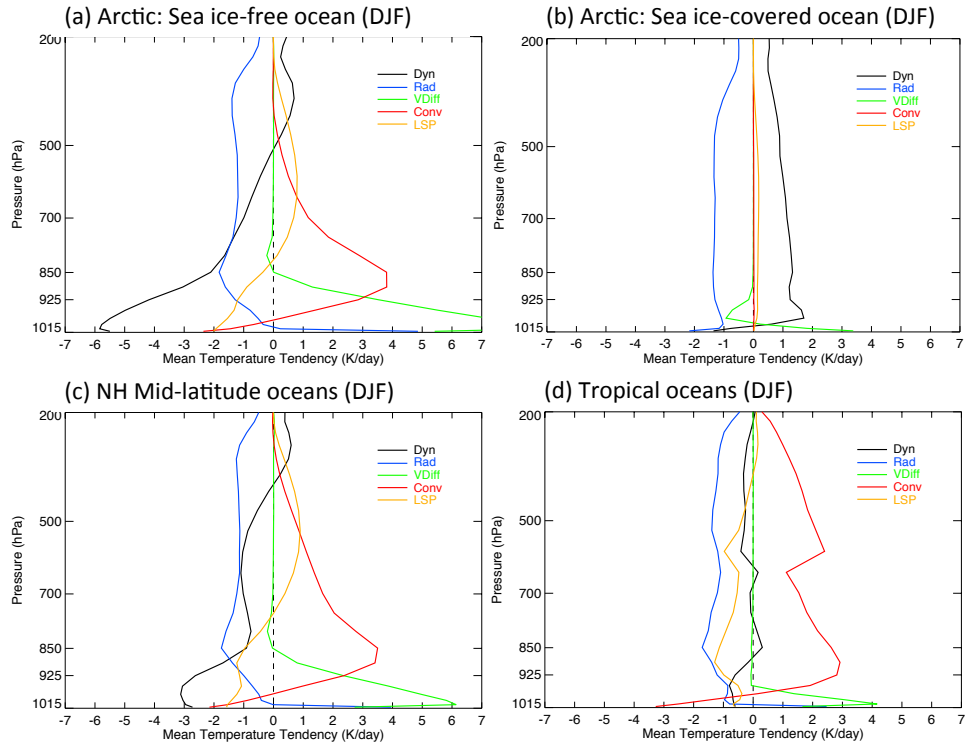 (a) Arctic: Sea ice-free ocean (DJF)
200
500
700
850
925
1015
Pressure (hPa)
Dyn
Rad
VDiff
Conv
LSP
-7 -6 -5 -4 -3 -2 -1 0 1 2 3 4 5 6 7
Mean Temperature Tendency (K/day)
(b) Arctic: Sea ice-covered ocean (DJF)
200
500
700
850
925
1015
Pressure (hPa)
Dyn
Rad
VDiff
Conv
LSP
-7 -6 -5 -4 -3 -2 -1 0 1 2 3 4 5 6 7
Mean Temperature Tendency (K/day)
(c) NH Mid-latitude oceans (DJF)
200
500
700
850
925
1015
Pressure (hPa)
Dyn
Rad
VDiff
Conv
LSP
-7 -6 -5 -4 -3 -2 -1 0 1 2 3 4 5 6 7
Mean Temperature Tendency (K/day)
(d) Tropical oceans (DJF)
200
500
700
850
925
1015
Pressure (hPa)
Dyn
Rad
VDiff
Conv
LSP
-7 -6 -5 -4 -3 -2 -1 0 1 2 3 4 5 6 7
Mean Temperature Tendency (K/day)